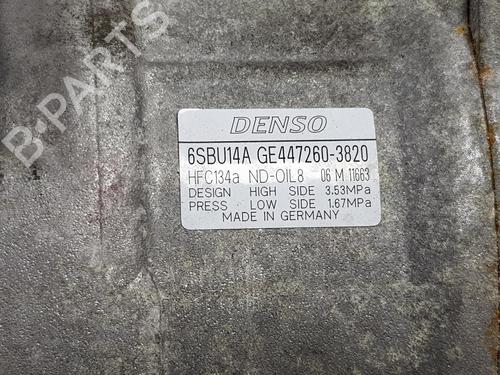 B-PARTS
DENSO
6SBU14A GE447260-3820
HFC134a ND-OIL8 06 M 11663
DESIGN HIGH SIDE 3.53MPa
PRESS LOW SIDE 1.67MPa
MADE IN GERMANY